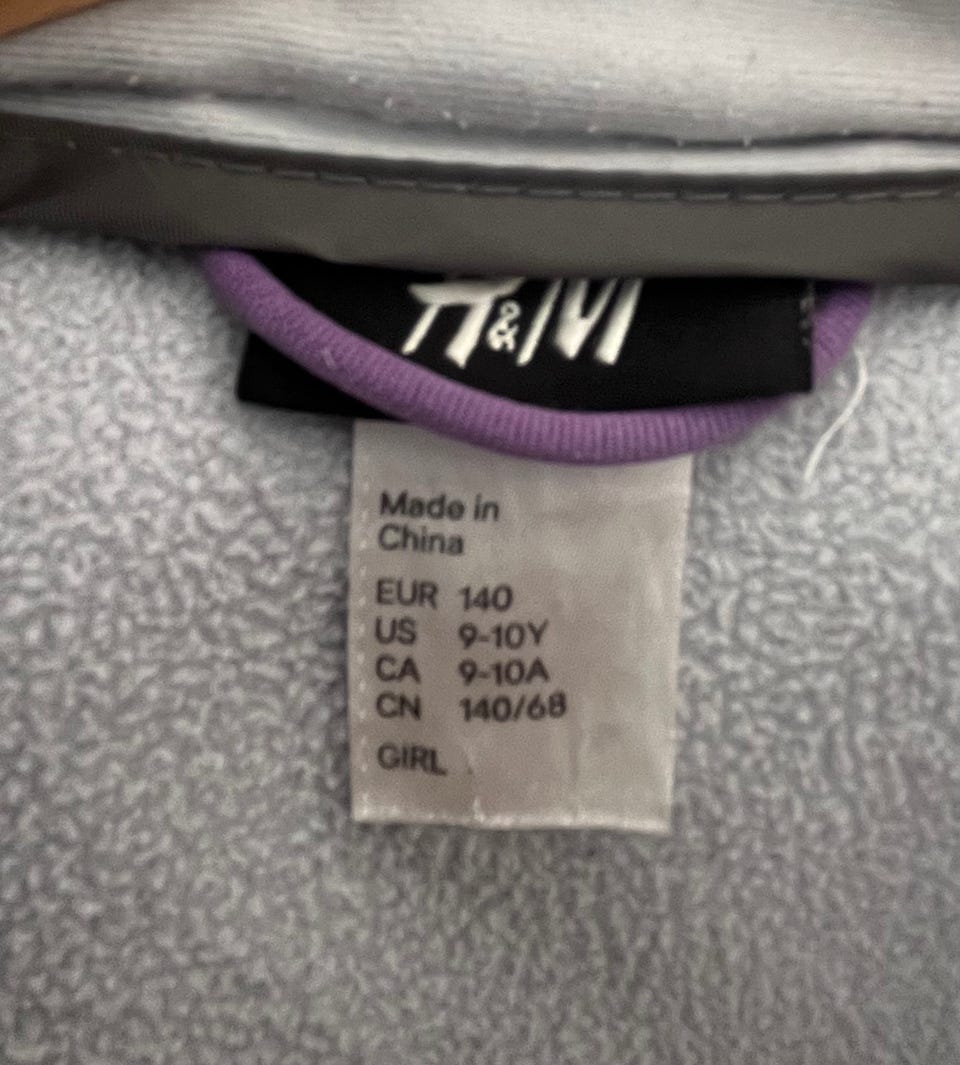 H&M
Made in
China
EUR 140
US 9-10Y
CA 9-10A
CN 140/68
GIRL